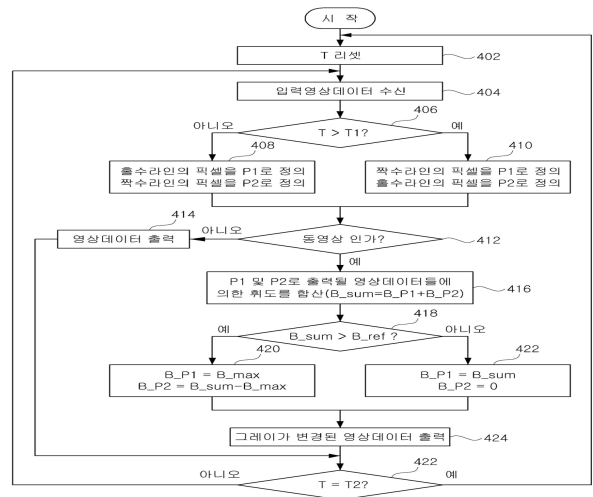 시 작
T 리셋
402
입력영상데이터 수신
404
406
T > T1?
아니오
예
408
홀수라인의 픽셀을 P1로 정의
짝수라인의 픽셀을 P2로 정의
410
짝수라인의 픽셀을 P1로 정의
홀수라인의 픽셀을 P2로 정의
414
영상데이터 출력
아니오
동영상 인가?
412
예
P1 및 P2로 출력될 영상데이터들에
의한 휘도를 합산(B_sum=B_P1+B_P2)
416
418
예
B_sum > B_ref ?
아니오
420
B_P1 = B_max
B_P2 = B_sum-B_max
422
B_P1 = B_sum
B_P2 = 0
그레이가 변경된 영상데이터 출력
424
아니오
422
예
T = T2?